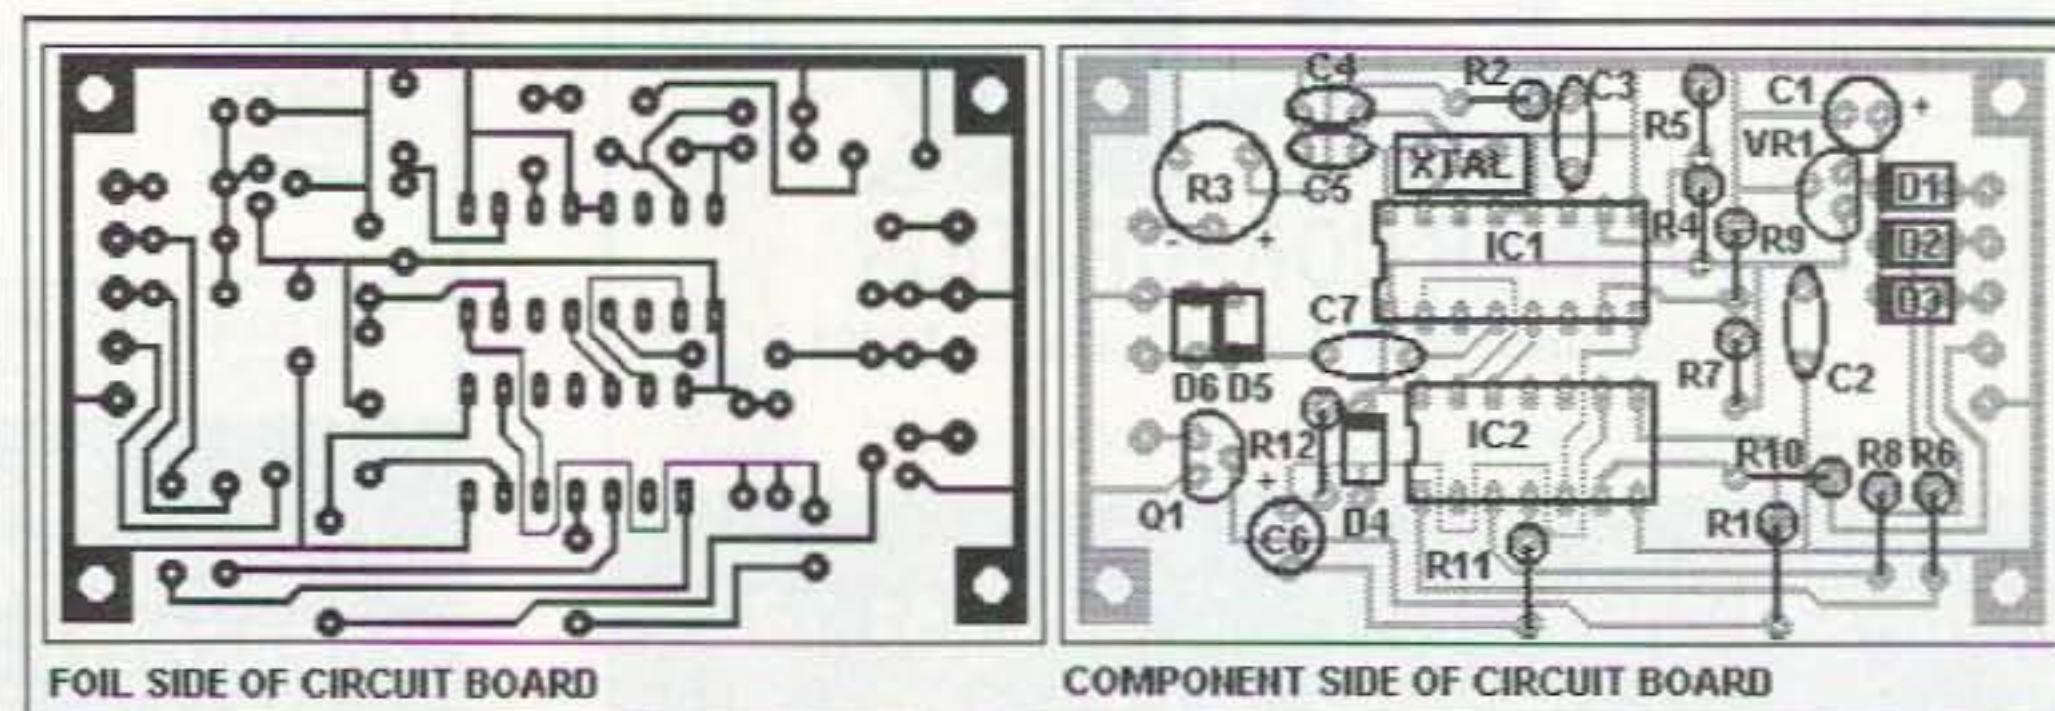 C4 R2 C3 C1 +
R5
VR1
XTAL
R3 C5 D1
R4 R9
- + IC1 D2
D3
C7
R7 C2
D6 D5
IC2
R12 R10 R8 R6
+
Q1 D4 R1
C6
R11
FOIL SIDE OF CIRCUIT BOARD
COMPONENT SIDE OF CIRCUIT BOARD